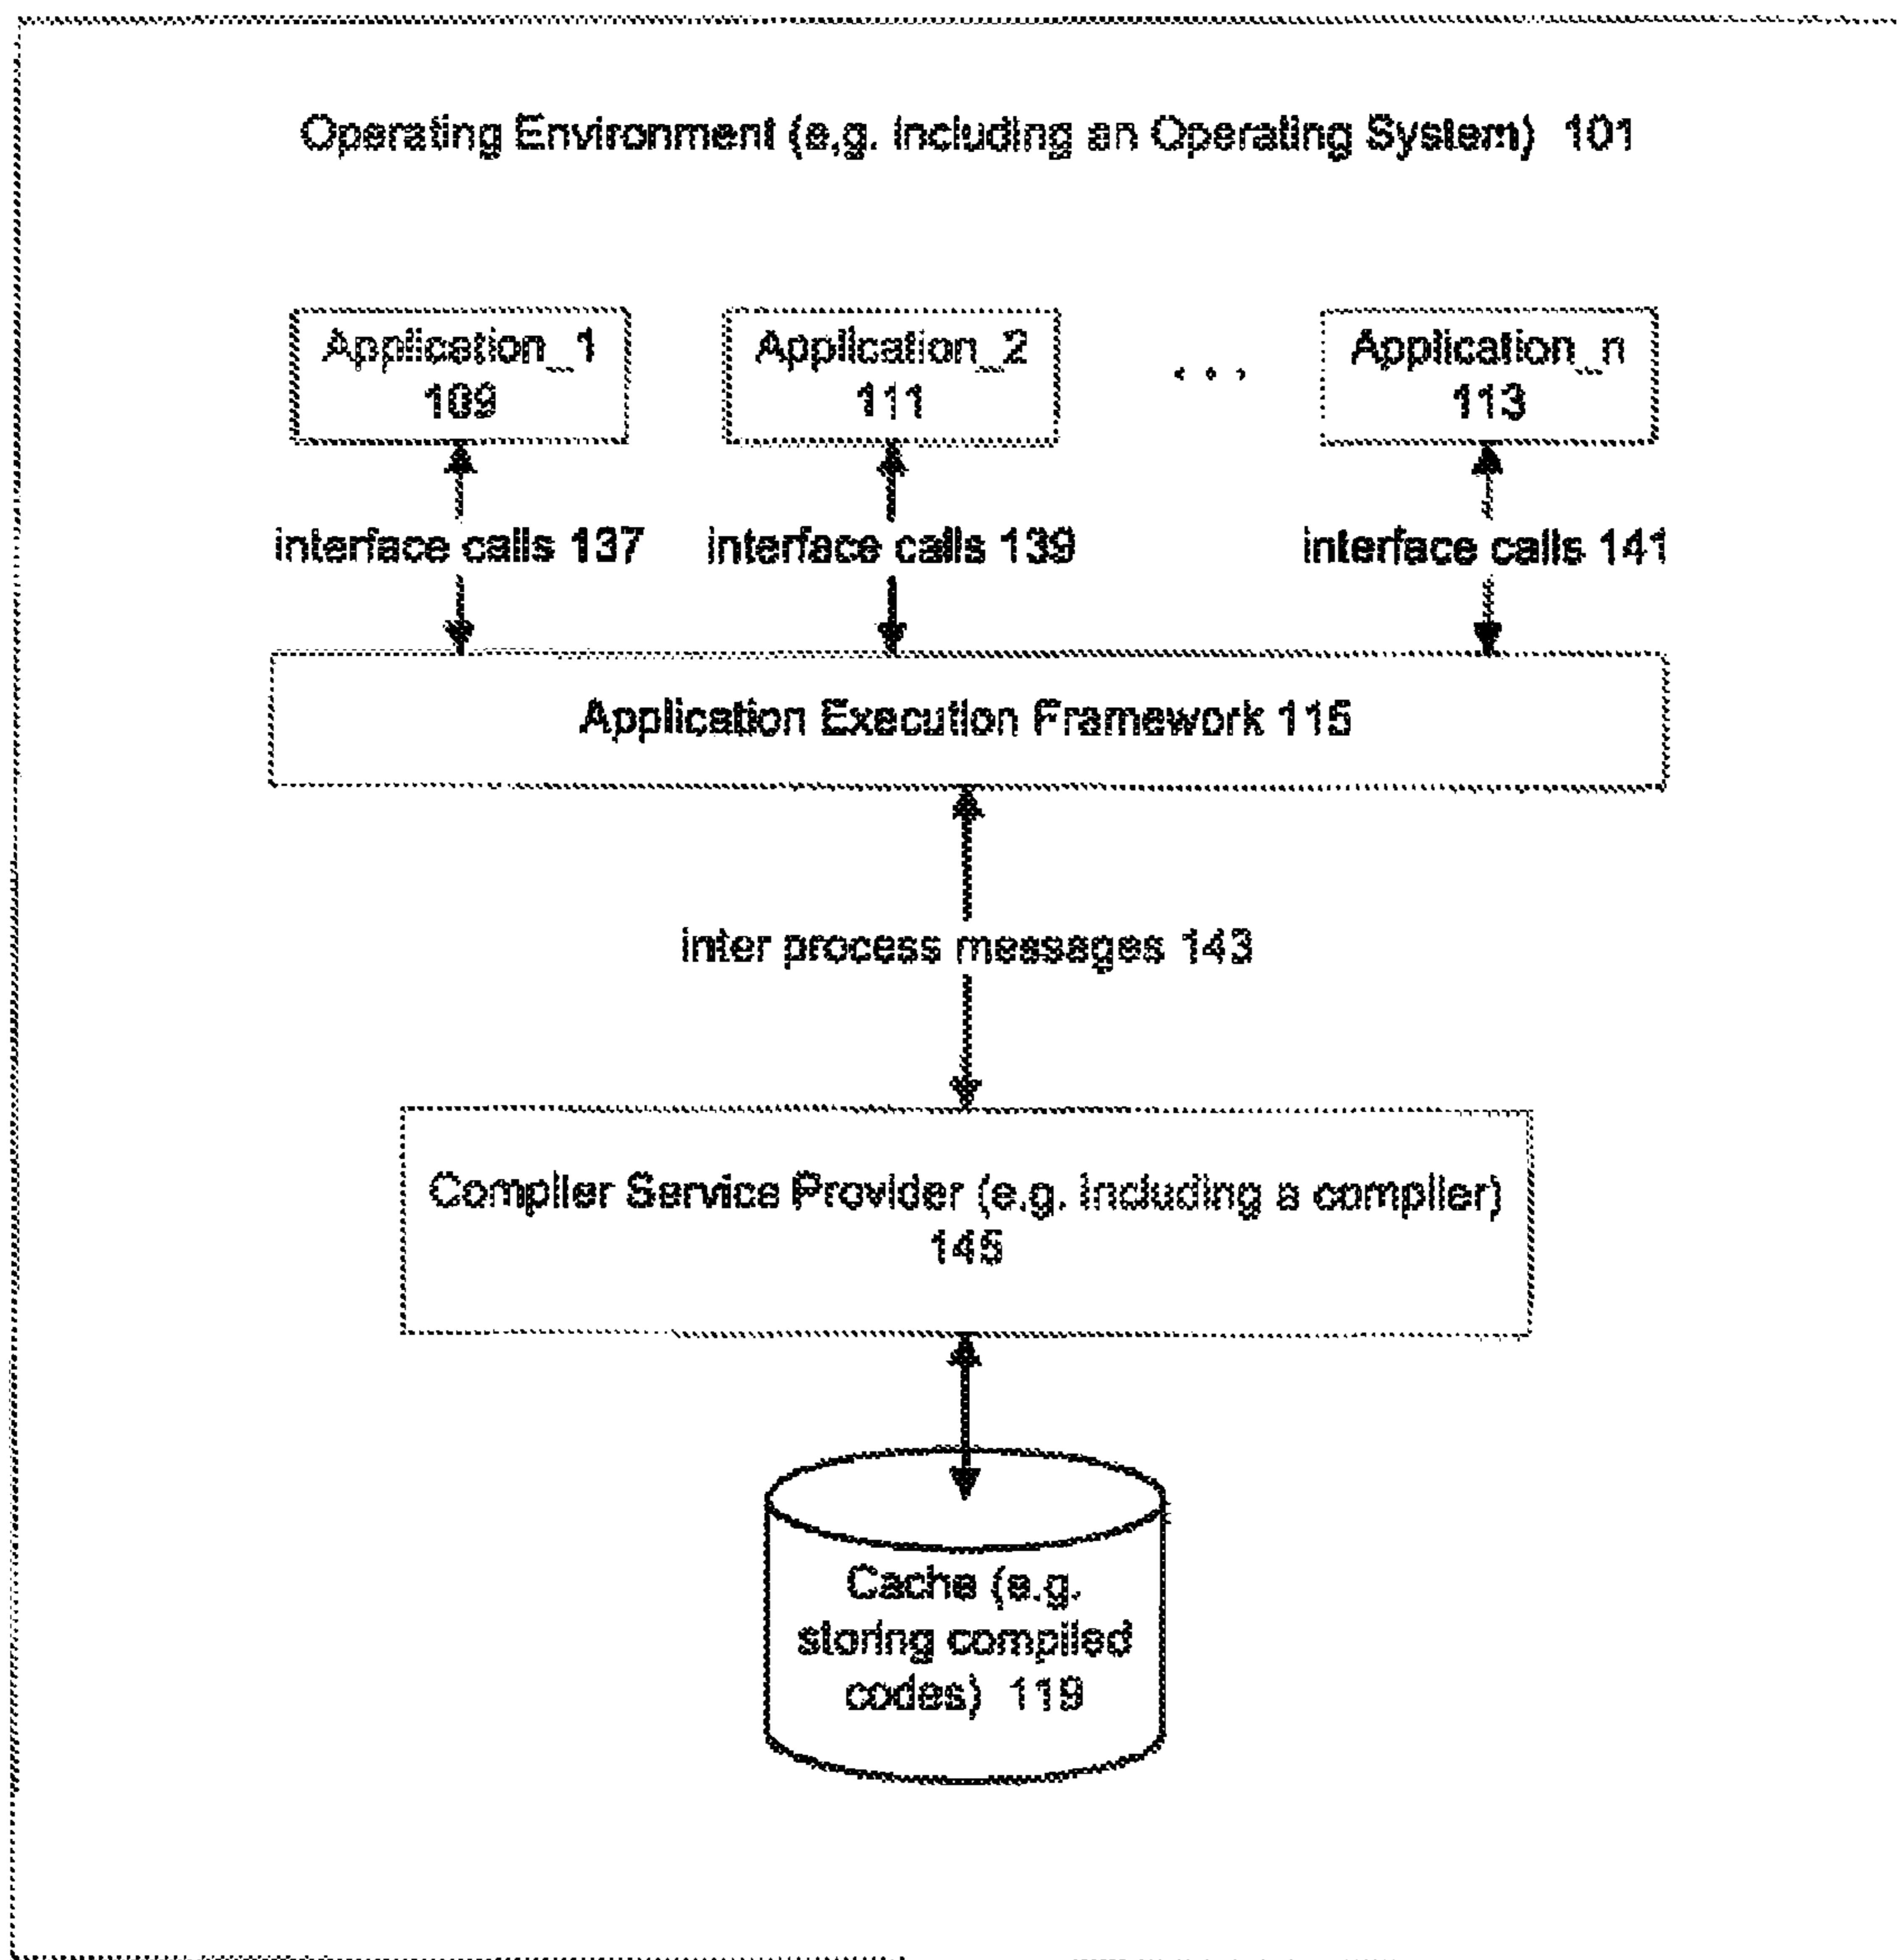 Operating Environment (e.g. including an Operating System) 101
Application_1
109
Application_2
111
. . .
Application_n
113
interface calls 137
interface calls 139
interface calls 141
Application Execution Framework 115
inter process messages 143
Compiler Service Provider (e.g. including a compiler)
145
Cache (e.g.
storing compiled
codes) 119